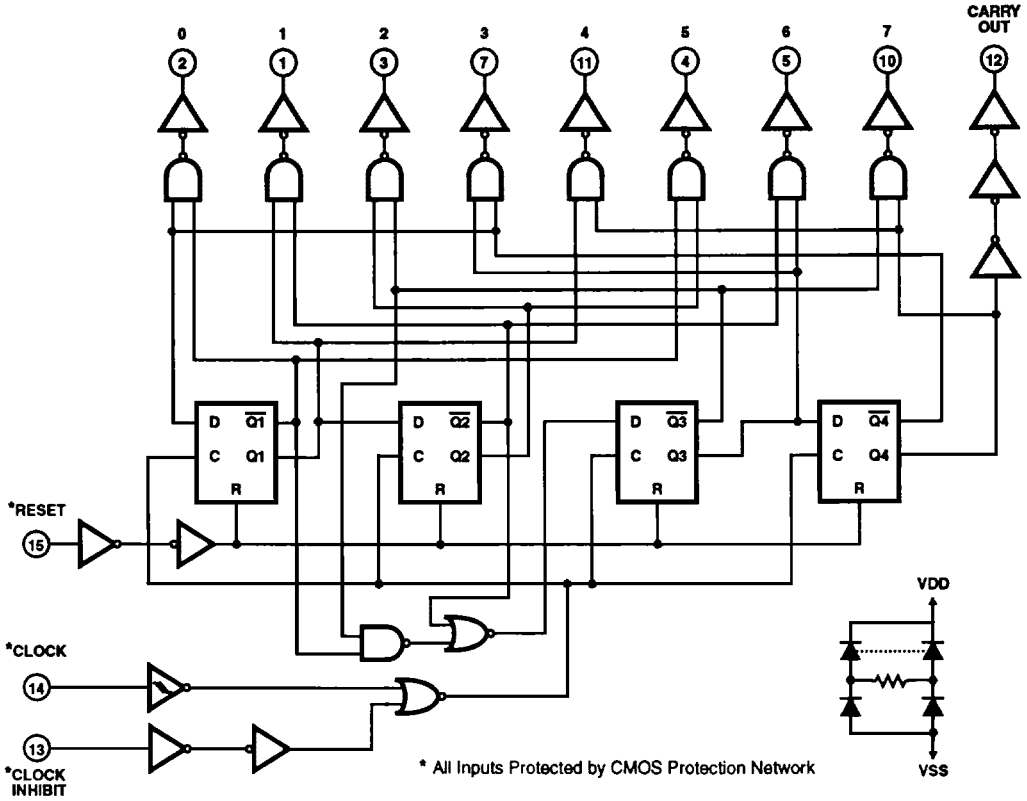 CARRY
OUT
0 1 2 3 4 5 6 7
2 1 3 7 11 4 5 10 12
D Q1 D Q2 D Q3 D Q4
C Q1 C Q2 C Q3 C Q4
R R R R
*RESET
15
VDD
*CLOCK
14
13
*CLOCK
INHIBIT
* All Inputs Protected by CMOS Protection Network
VSS